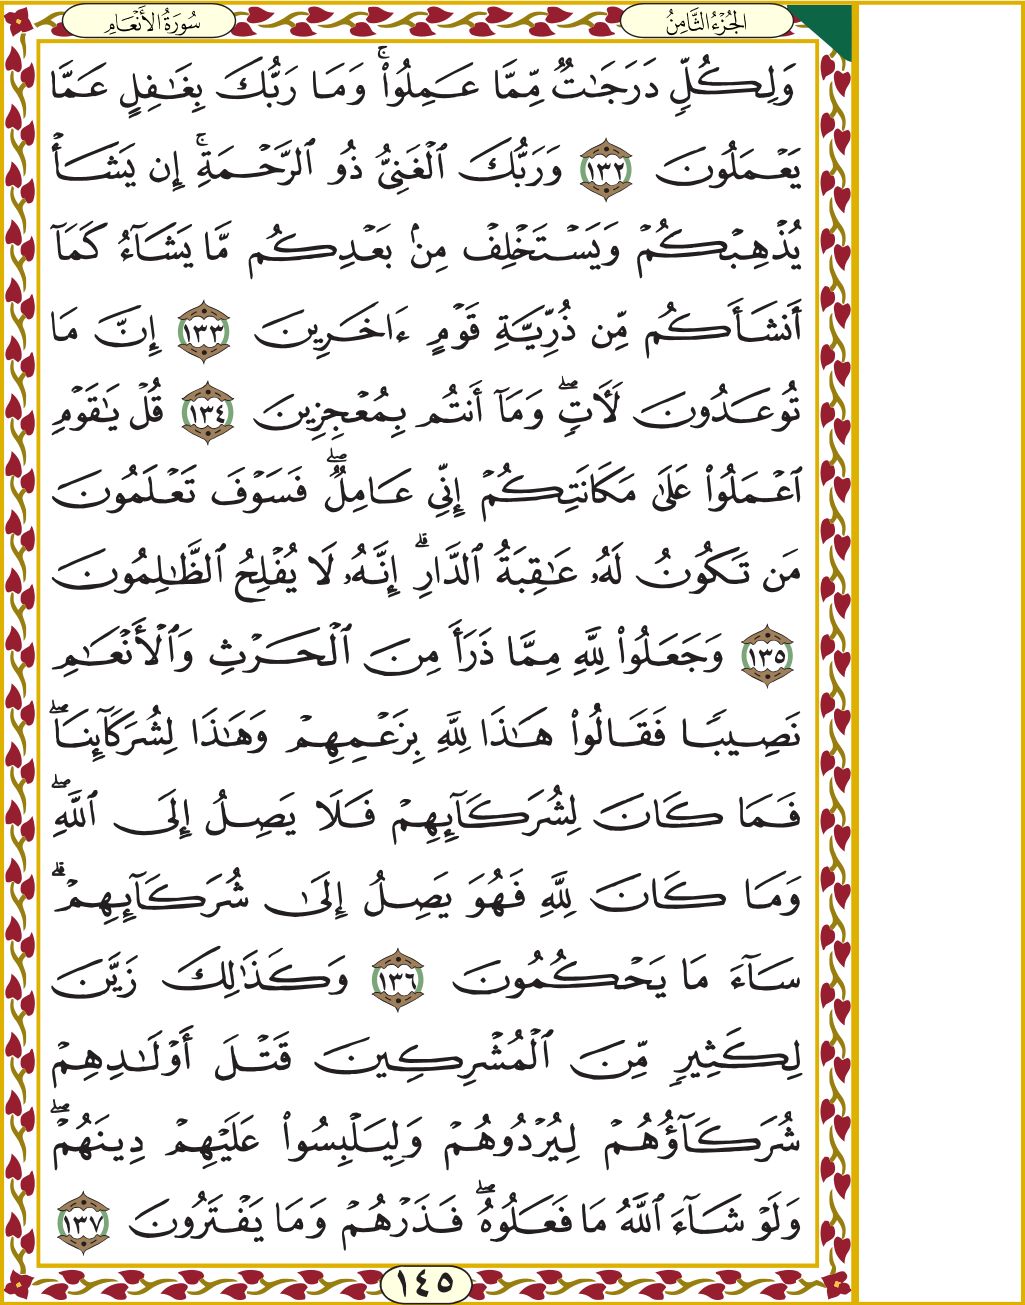 الجُزْءُ الثَّامِنُ
سُورَةُ الأَنْعَامِ
وَلِكُلٍّ دَرَجَٰتٌ مِّمَّا عَمِلُوا۟ ۚ وَمَا رَبُّكَ بِغَٰفِلٍ عَمَّا
يَعْمَلُونَ ١٣٢ وَرَبُّكَ ٱلْغَنِىُّ ذُو ٱلرَّحْمَةِ ۚ إِن يَشَأْ
يُذْهِبْكُمْ وَيَسْتَخْلِفْ مِنۢ بَعْدِكُم مَّا يَشَآءُ كَمَآ
أَنشَأَكُم مِّن ذُرِّيَّةِ قَوْمٍ ءَاخَرِينَ ١٣٣ إِنَّ مَا
تُوعَدُونَ لَءَاتٍ ۖ وَمَآ أَنتُم بِمُعْجِزِينَ ١٣٤ قُلْ يَٰقَوْمِ
ٱعْمَلُوا۟ عَلَىٰ مَكَانَتِكُمْ إِنِّى عَامِلٌ ۖ فَسَوْفَ تَعْلَمُونَ
مَن تَكُونُ لَهُۥ عَٰقِبَةُ ٱلدَّارِ ۗ إِنَّهُۥ لَا يُفْلِحُ ٱلظَّٰلِمُونَ
١٣٥ وَجَعَلُوا۟ لِلَّهِ مِمَّا ذَرَأَ مِنَ ٱلْحَرْثِ وَٱلْأَنْعَٰمِ
نَصِيبًا فَقَالُوا۟ هَٰذَا لِلَّهِ بِزَعْمِهِمْ وَهَٰذَا لِشُرَكَآئِنَا ۖ
فَمَا كَانَ لِشُرَكَآئِهِمْ فَلَا يَصِلُ إِلَى ٱللَّهِ ۖ
وَمَا كَانَ لِلَّهِ فَهُوَ يَصِلُ إِلَىٰ شُرَكَآئِهِمْ ۗ
سَآءَ مَا يَحْكُمُونَ ١٣٦ وَكَذَٰلِكَ زَيَّنَ
لِكَثِيرٍ مِّنَ ٱلْمُشْرِكِينَ قَتْلَ أَوْلَٰدِهِمْ
شُرَكَآؤُهُمْ لِيُرْدُوهُمْ وَلِيَلْبِسُوا۟ عَلَيْهِمْ دِينَهُمْ ۖ
وَلَوْ شَآءَ ٱللَّهُ مَا فَعَلُوهُ ۖ فَذَرْهُمْ وَمَا يَفْتَرُونَ ١٣٧
١٤٥